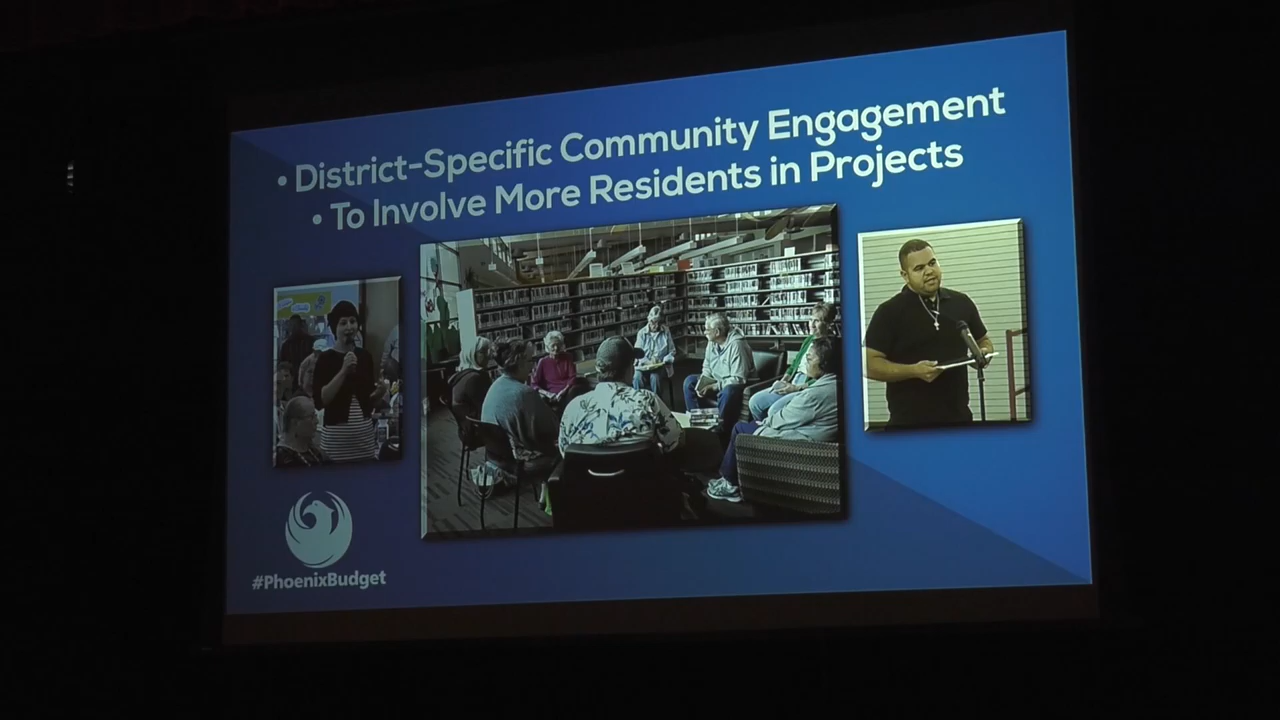 • District-Specific Community Engagement
• To Involve More Residents in Projects
#PhoenixBudget